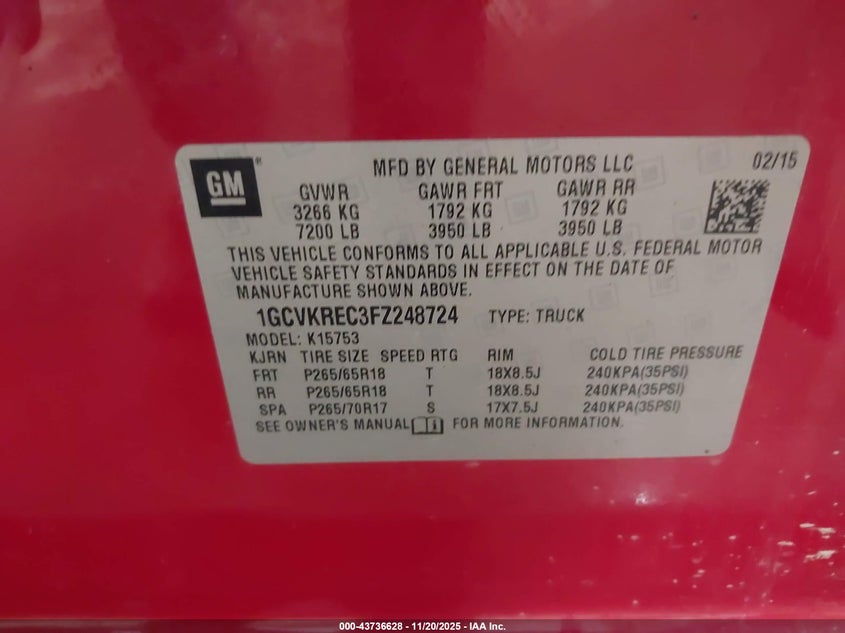 GM ®
MFD BY GENERAL MOTORS LLC 02/15
GVWR GAWR FRT GAWR RR
3266 KG 1792 KG 1792 KG
7200 LB 3950 LB 3950 LB
THIS VEHICLE CONFORMS TO ALL APPLICABLE U.S. FEDERAL MOTOR
VEHICLE SAFETY STANDARDS IN EFFECT ON THE DATE OF
MANUFACTURE SHOWN ABOVE.
1GCVKREC3FZ248724 TYPE: TRUCK
MODEL: K15753
KJRN TIRE SIZE SPEED RTG RIM COLD TIRE PRESSURE
FRT P265/65R18 T 18X8.5J 240KPA(35PSI)
RR P265/65R18 T 18X8.5J 240KPA(35PSI)
SPA P265/70R17 S 17X7.5J 240KPA(35PSI)
SEE OWNER'S MANUAL FOR MORE INFORMATION.
000-43736628 - 11/20/2025 - IAA Inc.